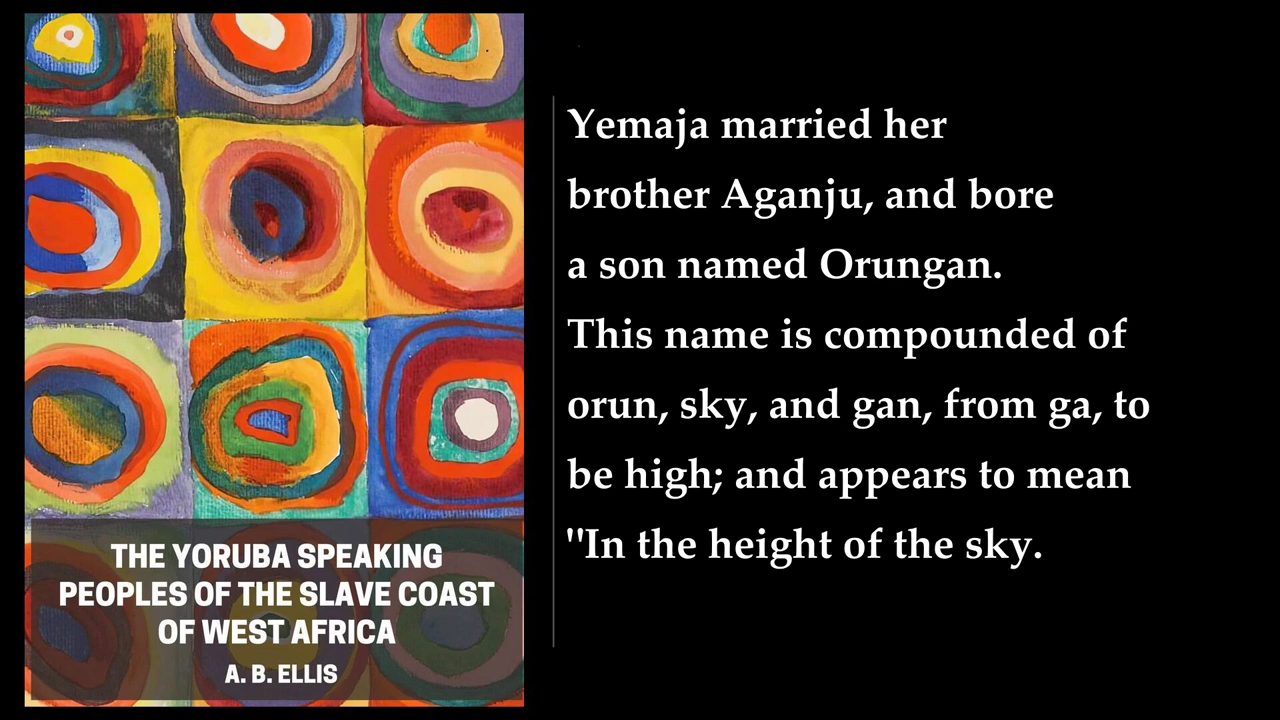 THE YORUBA SPEAKING
PEOPLES OF THE SLAVE COAST
OF WEST AFRICA
A. B. ELLIS
Yemaja married her
brother Aganju, and bore
a son named Orungan.
This name is compounded of
orun, sky, and gan, from ga, to
be high; and appears to mean
"In the height of the sky.